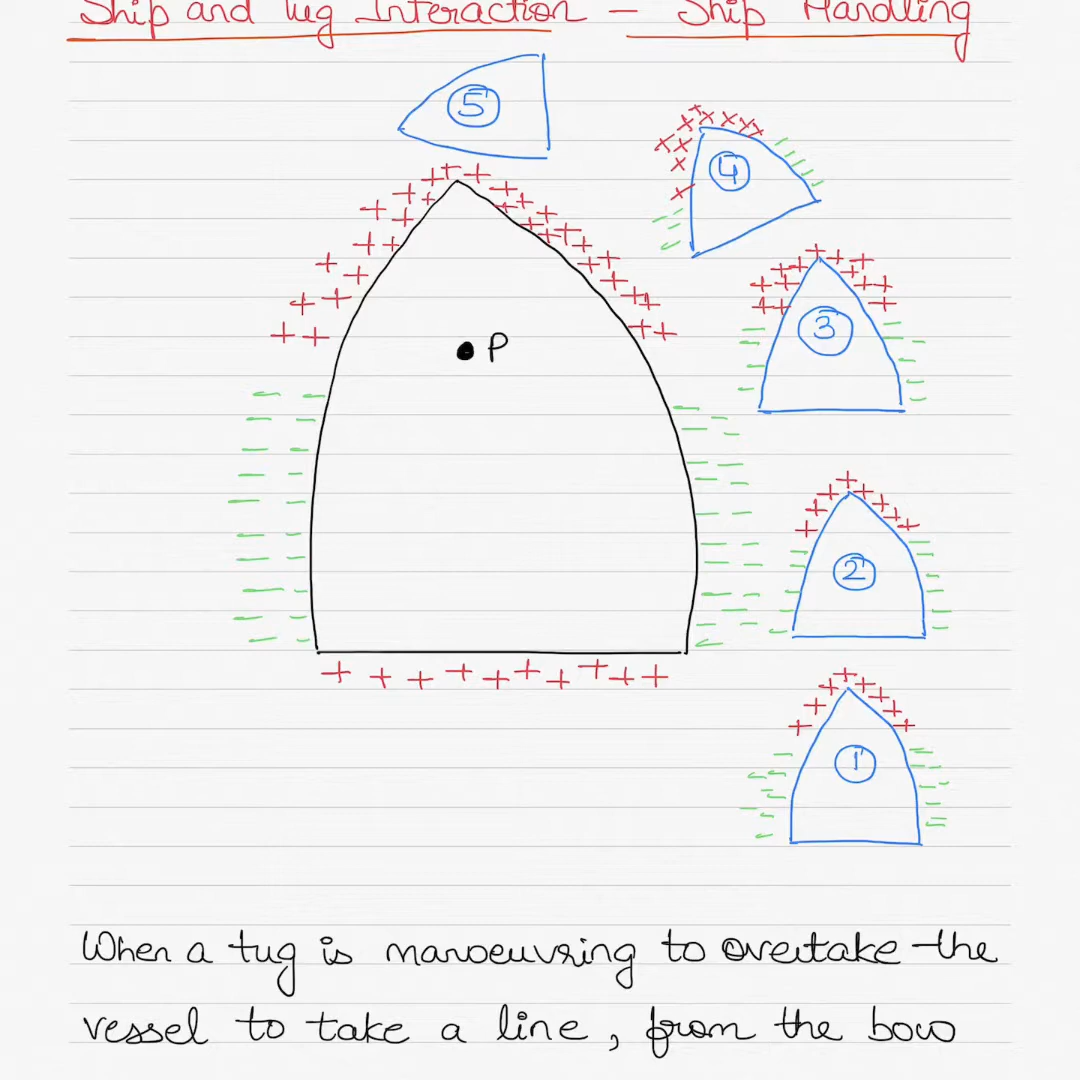 Ship and tug Interaction - Ship Handling
5
4
P
3
2
1
When a tug is manoeuvring to overtake the
vessel to take a line, from the bow